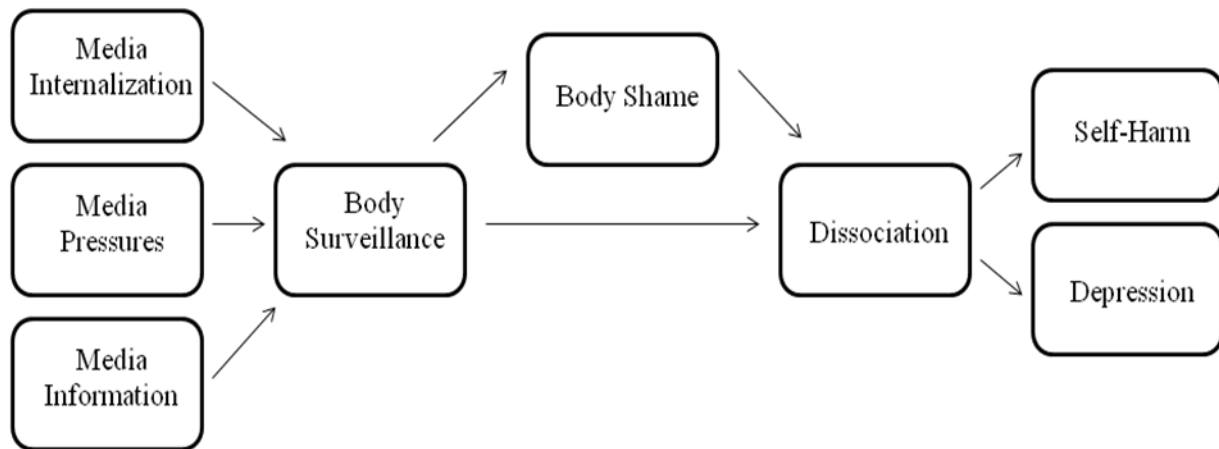 Media
Internalization
Media
Pressures
Media
Information
Body
Surveillance
Body Shame
Dissociation
Self-Harm
Depression